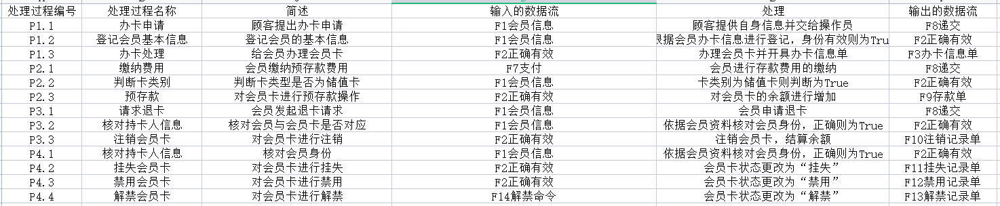 处理过程编号 处理过程名称 简述 输入的数据流 处理 输出的数据流
P1.1 办卡申请 顾客提出办卡申请 F1会员信息 顾客提供自身信息并交给操作员 F8递交
P1.2 登记会员基本信息 登记会员的基本信息 F1会员信息 根据会员办卡信息进行登记，身份有效则为Tru F2正确有效
P1.3 办卡处理 给会员办理会员卡 F2正确有效 办理会员卡并开具办卡信息单 F3办卡信息单
P2.1 缴纳费用 会员缴纳预存款费用 F7支付 会员进行存款费用的缴纳 F8递交
P2.2 判断卡类别 判断卡类型是否为储值卡 F1会员信息 卡类别为储值卡则判断为True F2正确有效
P2.3 预存款 对会员卡进行预存款操作 F2正确有效 对会员卡的余额进行增加 F9存款单
P3.1 请求退卡 会员发起退卡请求 F1会员信息 会员申请退卡 F8递交
P3.2 核对持卡人信息 核对会员与会员卡是否对应 F1会员信息 依据会员资料核对会员身份，正确则为True F2正确有效
P3.3 注销会员卡 对会员卡进行注销 F2正确有效 注销会员卡，结算余额 F10注销记录单
P4.1 核对持卡人信息 核对会员身份 F1会员信息 依据会员资料核对会员身份，正确则为True F2正确有效
P4.2 挂失会员卡 对会员卡进行挂失 F2正确有效 会员卡状态更改为“挂失” F11挂失记录单
P4.3 禁用会员卡 对会员卡进行禁用 F2正确有效 会员卡状态更改为“禁用” F12禁用记录单
P4.4 解禁会员卡 对会员卡进行解禁 F14解禁命令 会员卡状态更改为“解禁” F13解禁记录单